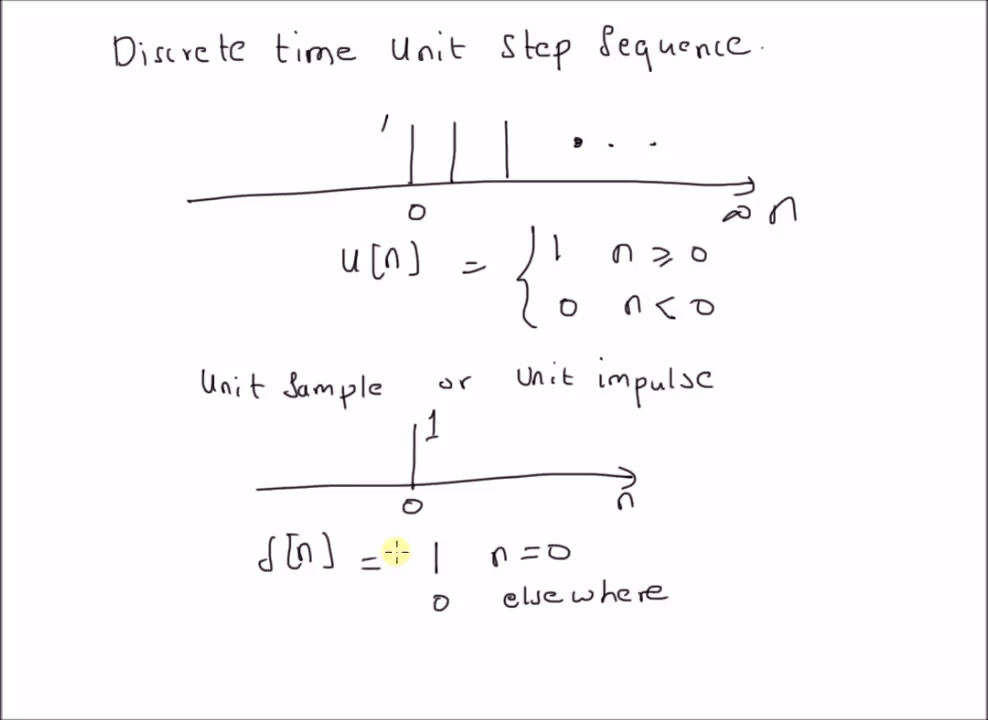 Discrete time Unit Step Sequence.
1
. . .
0
∞ n
u[n] = { 1 n ≥ 0
0 n < 0
Unit Sample or Unit impulse
1
0
n
δ[n] = 1 n = 0
0 elsewhere